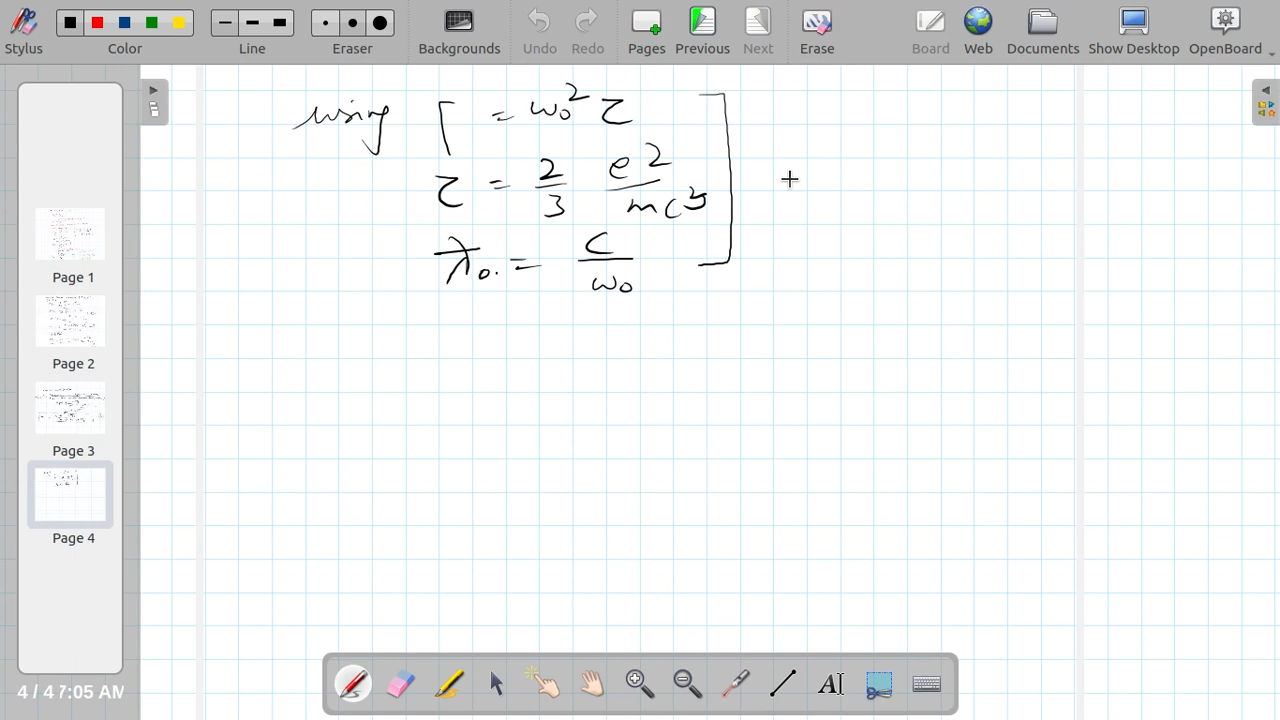 Stylus Color Line Eraser Backgrounds Undo Redo Pages Previous Next Erase Board Web Documents Show Desktop OpenBoard
using Γ = ω₀² τ
τ = 2/3 e²/mc³
ƛ₀ = c/ω₀
Page 1
Page 2
Page 3
Page 4
4 / 4 7:05 AM